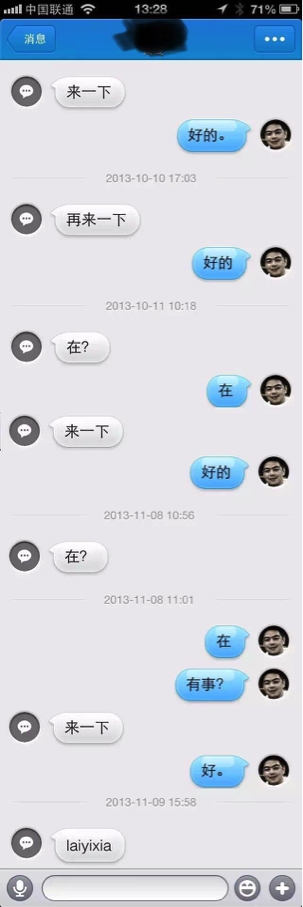 中国联通 13:28 71%
消息
来一下
好的。
2013-10-10 17:03
再来一下
好的
2013-10-11 10:18
在?
在
来一下
好的
2013-11-08 10:56
在?
2013-11-08 11:01
在
有事?
来一下
好。
2013-11-09 15:58
laiyixia